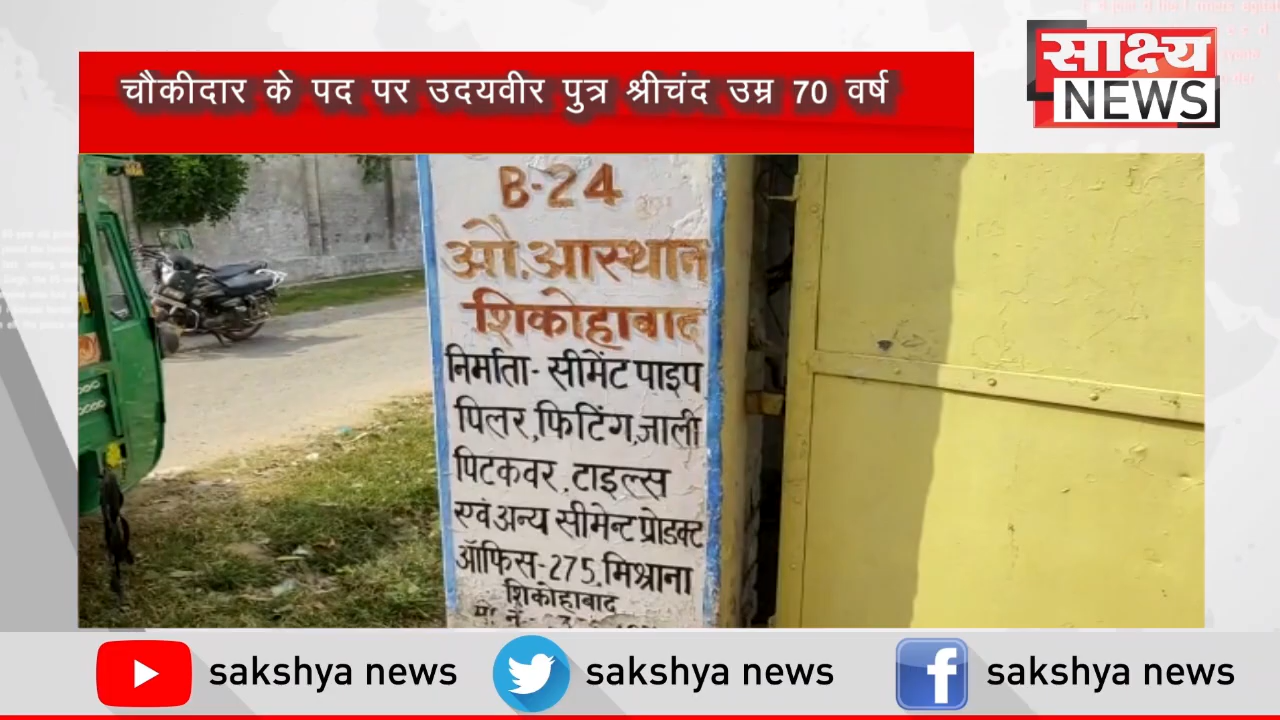 चौकीदार के पद पर उदयवीर पुत्र श्रीचंद उम्र 70 वर्ष
साक्ष्य
NEWS
B-24
औ.आस्थान
शिकोहाबाद
निर्माता- सीमेंट पाइप
पिलर,फिटिंग,जाली
पिटकवर, टाइल्स
एवं अन्य सीमेन्ट प्रोडक्ट
ऑफिस-275,मिश्राना
शिकोहाबाद
sakshya news
sakshya news
sakshya news